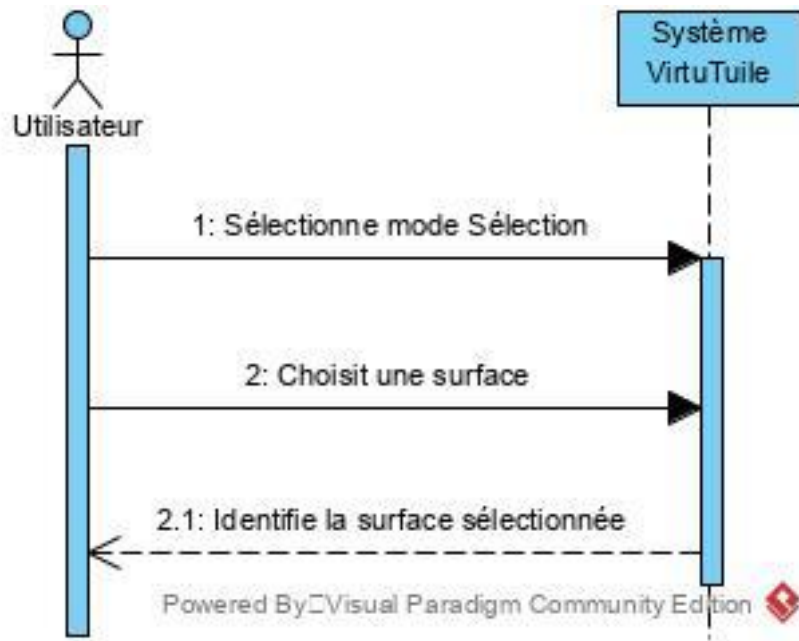 Système
VirtuTuile
Utilisateur
1: Sélectionne mode Sélection
2: Choisit une surface
2.1: Identifie la surface sélectionnée
Powered By□Visual Paradigm Community Edition